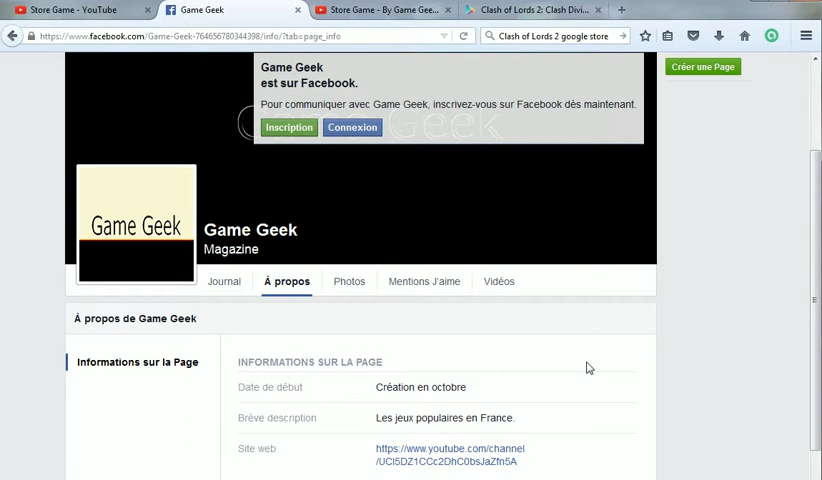 Store Game - YouTube
Game Geek
Store Game - By Game Gee...
Clash of Lords 2: Clash Divi...
https://www.facebook.com/Game-Geek-764656780344398/info/?tab=page_info
Clash of Lords 2 google store
Créer une Page
Game Geek
est sur Facebook.
Pour communiquer avec Game Geek, inscrivez-vous sur Facebook dès maintenant.
Inscription
Connexion
Game Geek
Game Geek
Game Geek
Magazine
Journal
À propos
Photos
Mentions J'aime
Vidéos
À propos de Game Geek
Informations sur la Page
INFORMATIONS SUR LA PAGE
Date de début
Création en octobre
Brève description
Les jeux populaires en France.
Site web
https://www.youtube.com/channel
/UCl5DZ1CCc2DhC0bsJaZfn5A